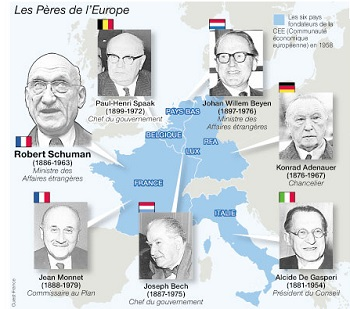 Les Pères de l'Europe
Les six pays
fondateurs de la
CEE (Communauté
économique
européenne) en 1958
Paul-Henri Spaak
(1899-1972)
Chef du gouvernement
Johan Willem Beyen
(1897-1976)
Ministre des
Affaires étrangères
PAYS BAS
BELGIQUE
RFA
LUX
Robert Schuman
(1886-1963)
Ministre des
Affaires étrangères
Konrad Adenauer
(1876-1967)
Chancelier
FRANCE
ITALIE
Jean Monnet
(1888-1979)
Commissaire au Plan
Joseph Bech
(1887-1975)
Chef du gouvernement
Alcide De Gasperi
(1881-1954)
Président du Conseil
Ouest-France